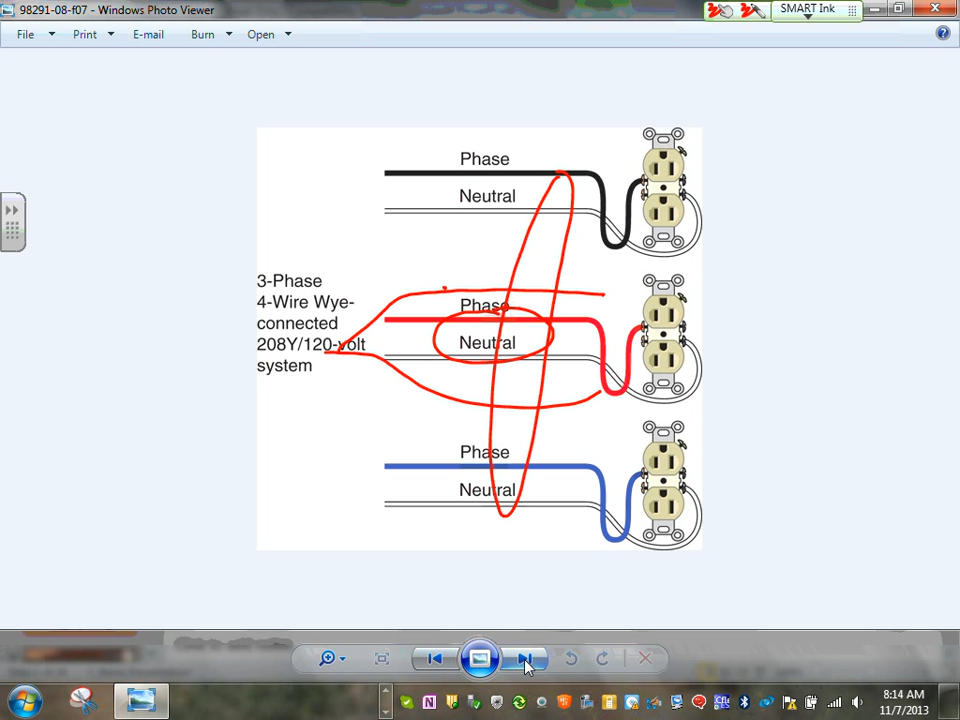 98291-08-f07 - Windows Photo Viewer
SMART Ink
File Print E-mail Burn Open
Phase
Neutral
3-Phase
4-Wire Wye-
connected
208Y/120-volt
system
Phase
Neutral
Phase
Neutral
8:14 AM
11/7/2013